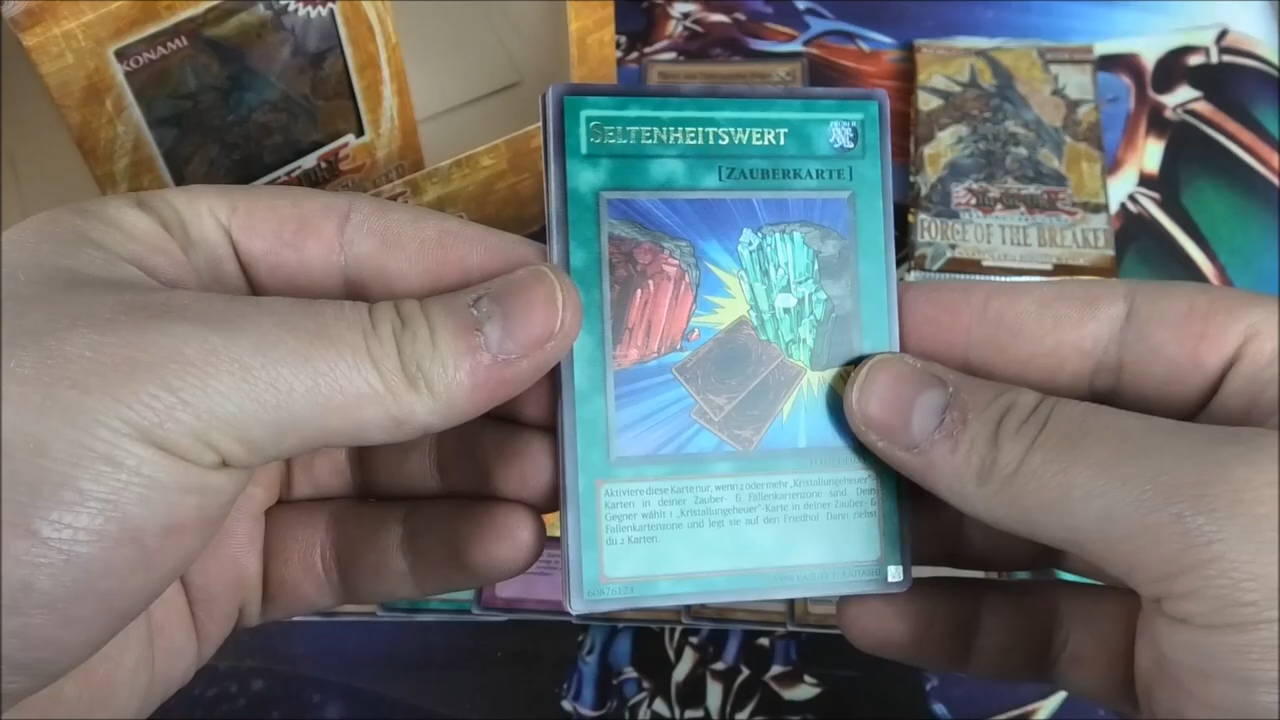 KONAMI
SELTENHEITSWERT
[ZAUBERKARTE]
FORCE OF THE BREAKER
Aktiviere diese Karte nur, wenn 2 oder mehr „Kristallungeheuer“-
Karten in deiner Zauber- & Fallenkartenzone sind. Dein
Gegner wählt 1 „Kristallungeheuer“-Karte in deiner Zauber- &
Fallenkartenzone und legt sie auf den Friedhof. Dann ziehst
du 2 Karten.
60876124